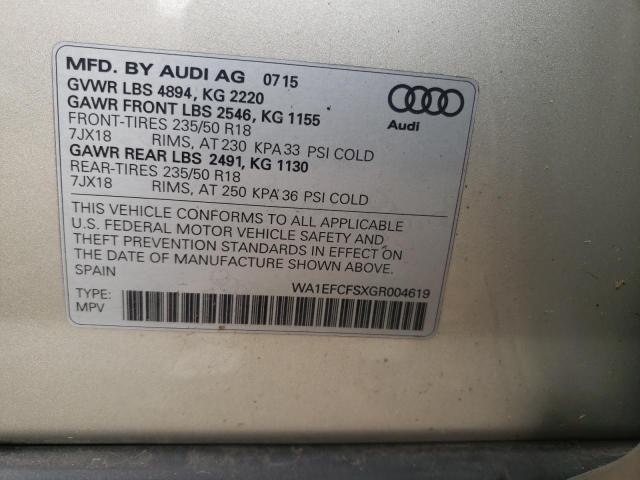 MFD. BY AUDI AG 0715
GVWR LBS 4894, KG 2220
GAWR FRONT LBS 2546, KG 1155
FRONT-TIRES 235/50 R18
7JX18 RIMS, AT 230 KPA 33 PSI COLD
GAWR REAR LBS 2491, KG 1130
REAR-TIRES 235/50 R18
7JX18 RIMS, AT 250 KPA 36 PSI COLD
Audi
THIS VEHICLE CONFORMS TO ALL APPLICABLE
U.S. FEDERAL MOTOR VEHICLE SAFETY AND
THEFT PREVENTION STANDARDS IN EFFECT ON
THE DATE OF MANUFACTURE SHOWN ABOVE.
SPAIN
WA1EFCFSXGR004619
TYPE:
MPV